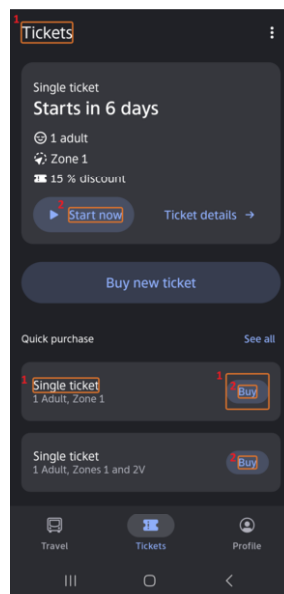 1
Tickets
Single ticket
Starts in 6 days
1 adult
Zone 1
15 % discount
2
Start now
Ticket details →
Buy new ticket
Quick purchase
See all
1
Single ticket
1 Adult, Zone 1
1
2
Buy
Single ticket
1 Adult, Zones 1 and 2V
2
Buy
Travel
Tickets
Profile